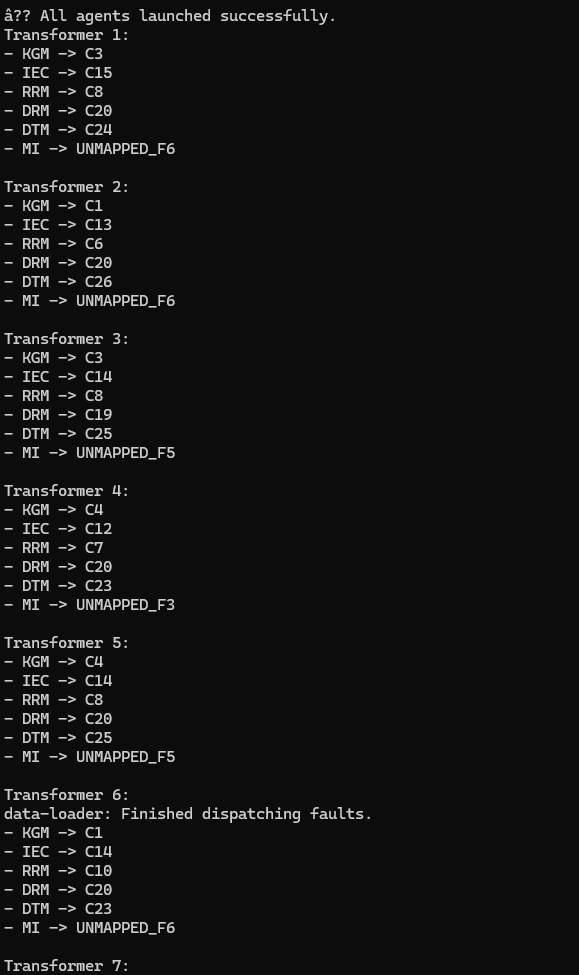 â?? All agents launched successfully.
Transformer 1:
- KGM -> C3
- IEC -> C15
- RRM -> C8
- DRM -> C20
- DTM -> C24
- MI -> UNMAPPED_F6
Transformer 2:
- KGM -> C1
- IEC -> C13
- RRM -> C6
- DRM -> C20
- DTM -> C26
- MI -> UNMAPPED_F6
Transformer 3:
- KGM -> C3
- IEC -> C14
- RRM -> C8
- DRM -> C19
- DTM -> C25
- MI -> UNMAPPED_F5
Transformer 4:
- KGM -> C4
- IEC -> C12
- RRM -> C7
- DRM -> C20
- DTM -> C23
- MI -> UNMAPPED_F3
Transformer 5:
- KGM -> C4
- IEC -> C14
- RRM -> C8
- DRM -> C20
- DTM -> C25
- MI -> UNMAPPED_F5
Transformer 6:
data-loader: Finished dispatching faults.
- KGM -> C1
- IEC -> C14
- RRM -> C10
- DRM -> C20
- DTM -> C23
- MI -> UNMAPPED_F6
Transformer 7: